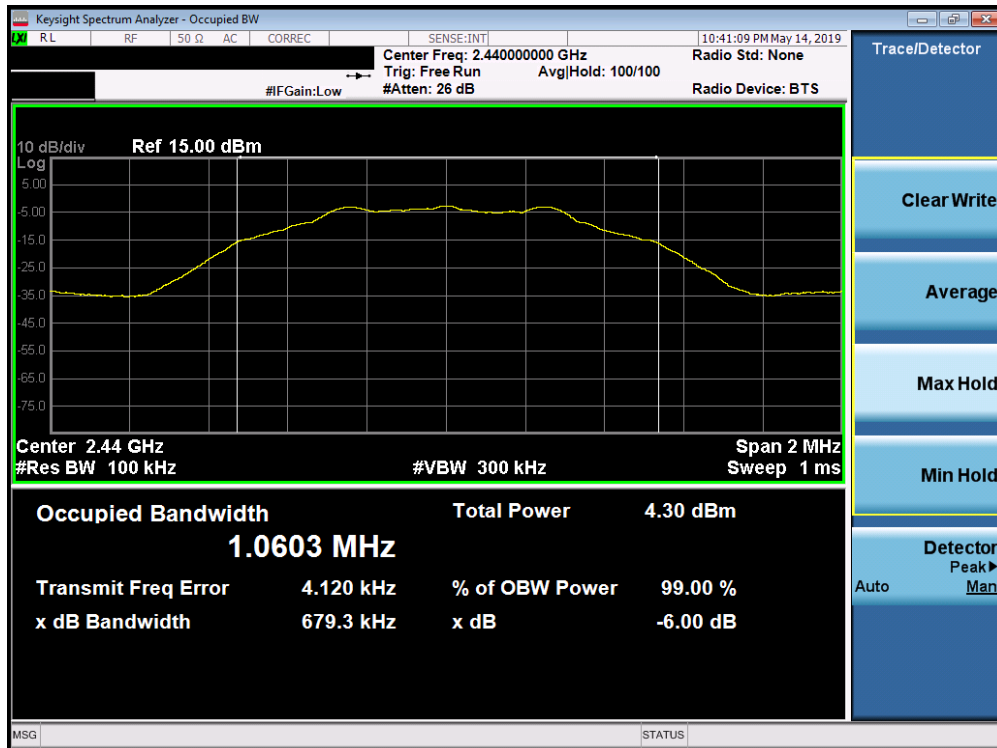 Keysight Spectrum Analyzer - Occupied BW
LXI RL RF 50 Ω AC CORREC SENSE:INT 10:41:09 PM May 14, 2019
Center Freq: 2.440000000 GHz Radio Std: None
Trig: Free Run Avg|Hold: 100/100
#IFGain:Low #Atten: 26 dB Radio Device: BTS
Trace/Detector
10 dB/div Ref 15.00 dBm
Log
5.00
-5.00
-15.0
-25.0
-35.0
-45.0
-55.0
-65.0
-75.0
Center 2.44 GHz Span 2 MHz
#Res BW 100 kHz #VBW 300 kHz Sweep 1 ms
Occupied Bandwidth Total Power 4.30 dBm
1.0603 MHz
Transmit Freq Error 4.120 kHz % of OBW Power 99.00 %
x dB Bandwidth 679.3 kHz x dB -6.00 dB
Clear Write
Average
Max Hold
Min Hold
Detector
Peak▶
Auto Man
MSG STATUS